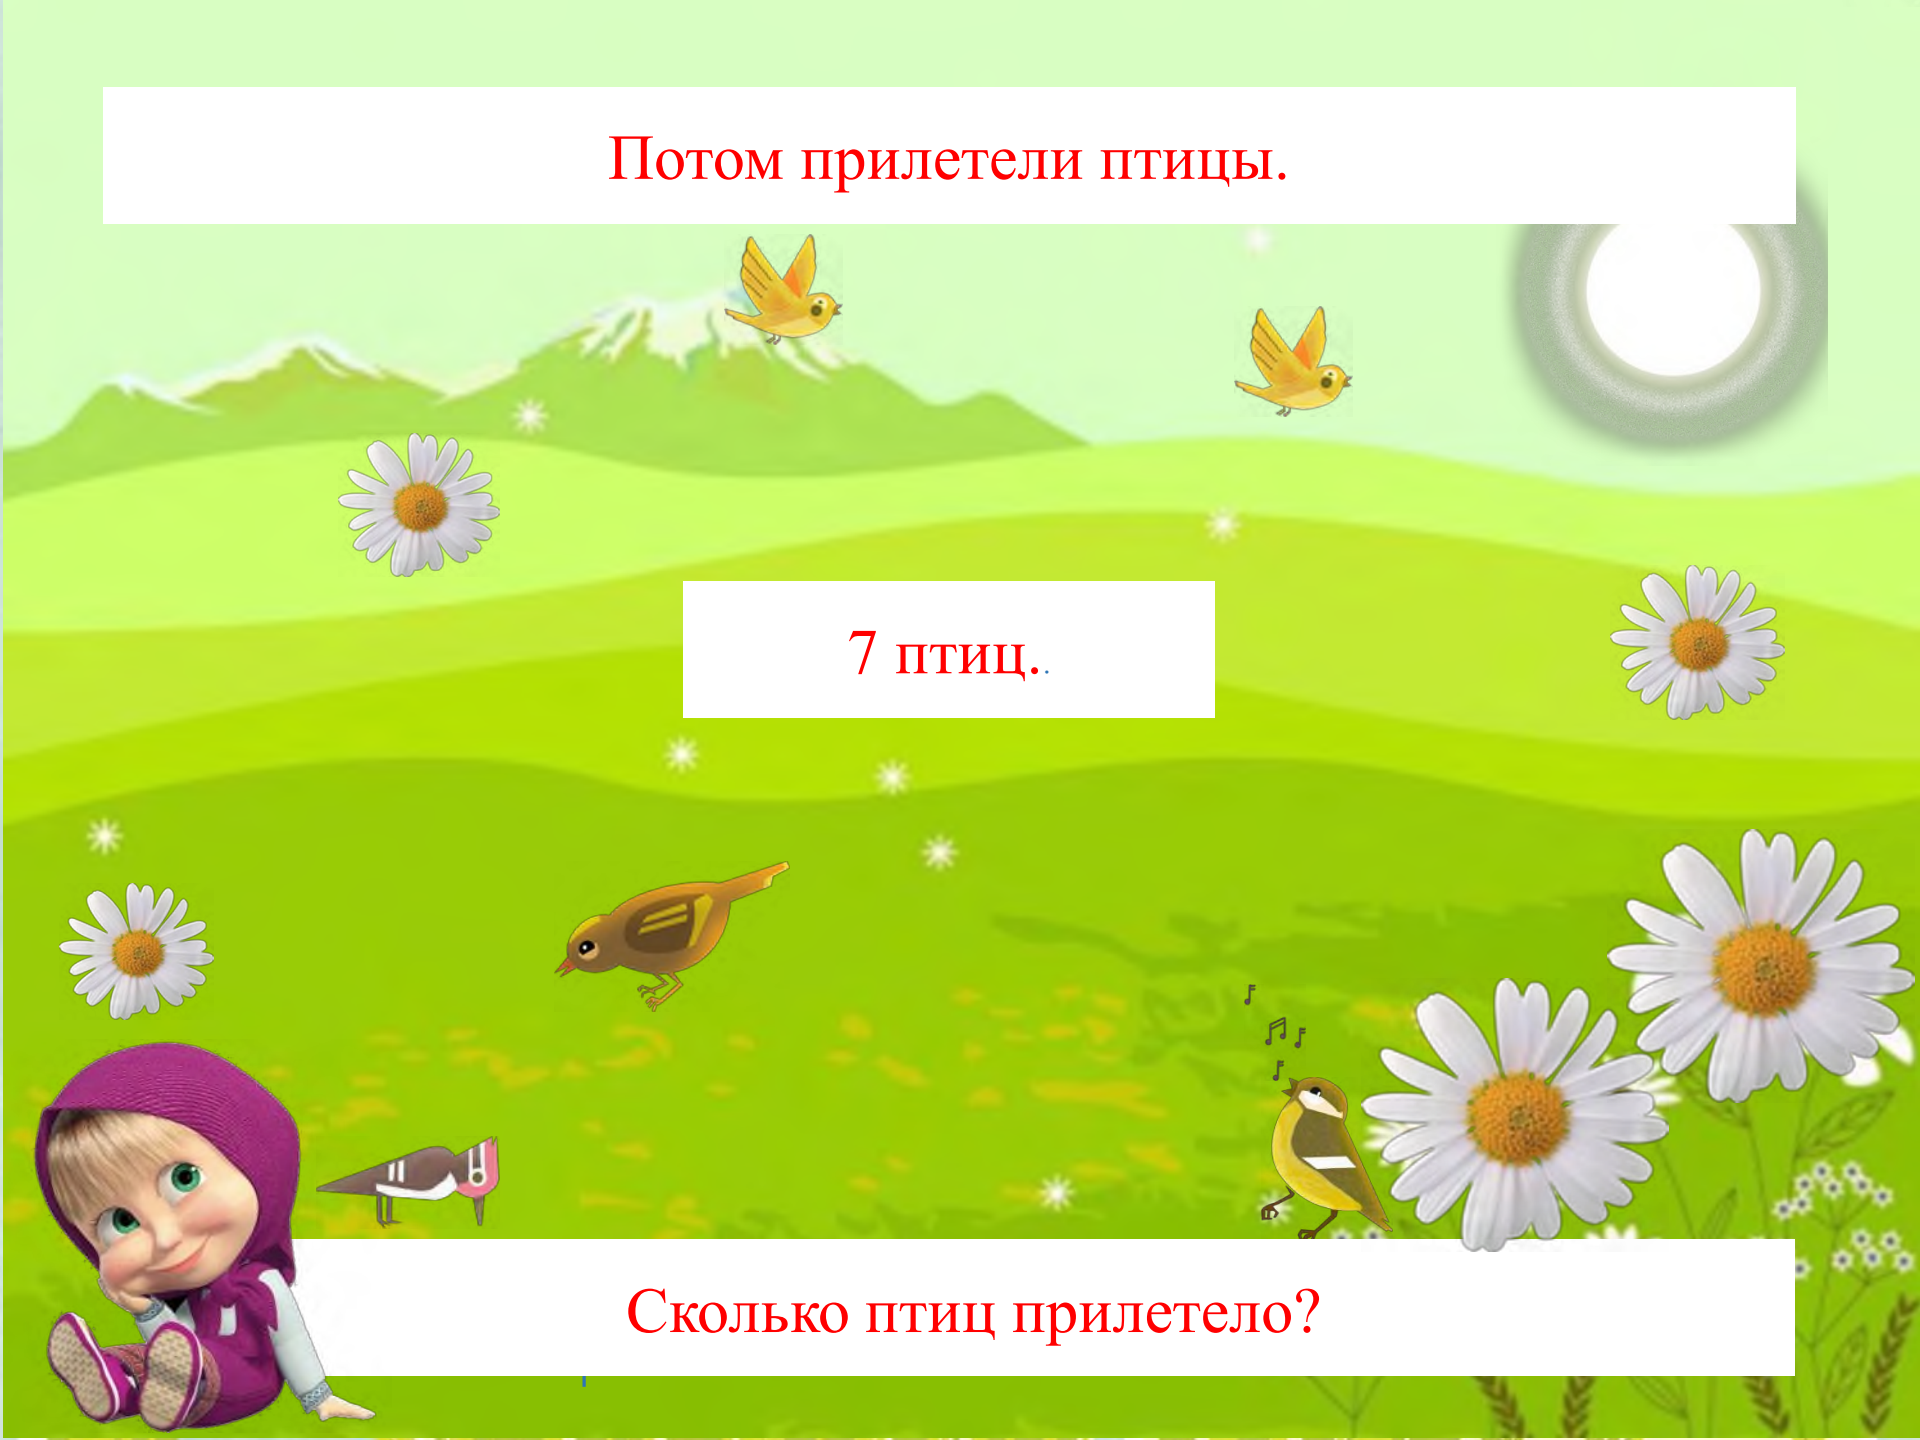 Потом прилетели птицы.
7 птиц..
Сколько птиц прилетело?